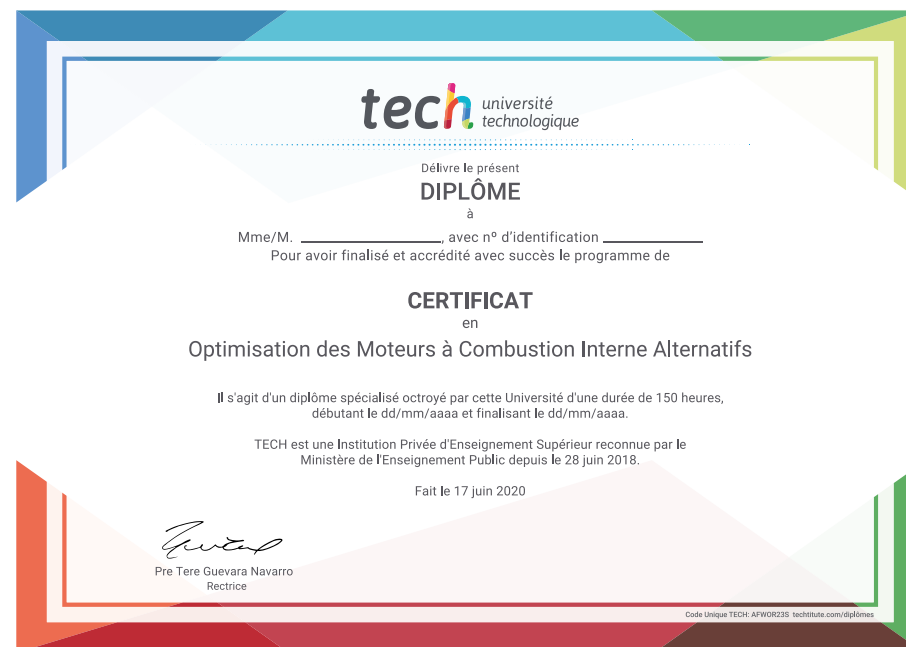 tech université
technologique
Délivre le présent
DIPLÔME
à
Mme/M. ____________________, avec nº d'identification ______________
Pour avoir finalisé et accrédité avec succès le programme de
CERTIFICAT
en
Optimisation des Moteurs à Combustion Interne Alternatifs
Il s'agit d'un diplôme spécialisé octroyé par cette Université d'une durée de 150 heures,
débutant le dd/mm/aaaa et finalisant le dd/mm/aaaa.
TECH est une Institution Privée d'Enseignement Supérieur reconnue par le
Ministère de l'Enseignement Public depuis le 28 juin 2018.
Fait le 17 juin 2020
Pre Tere Guevara Navarro
Rectrice
Code Unique TECH: AFWOR23S techtitute.com/diplômes